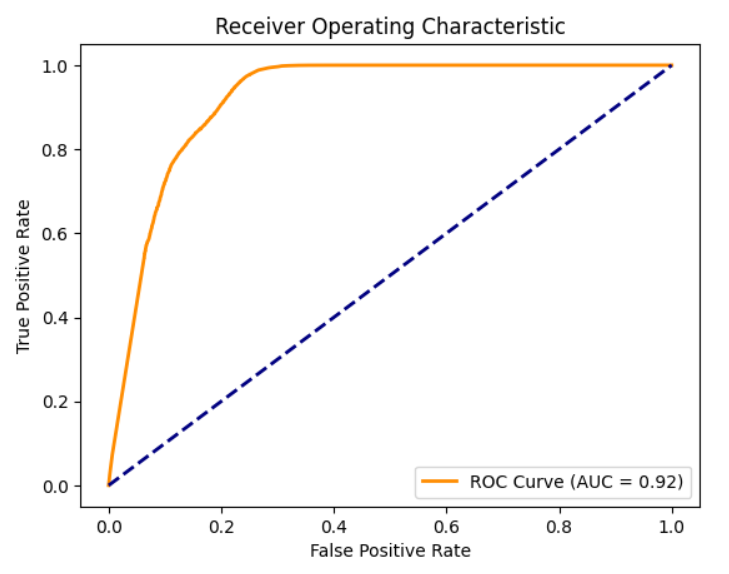 Receiver Operating Characteristic
True Positive Rate
1.0
0.8
0.6
0.4
0.2
0.0
ROC Curve (AUC = 0.92)
0.0 0.2 0.4 0.6 0.8 1.0
False Positive Rate